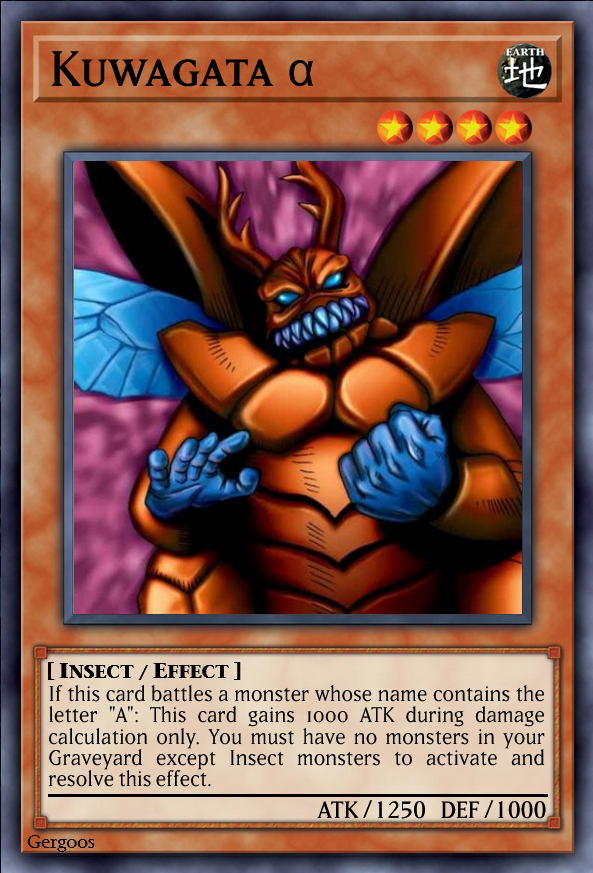 Kuwagata α
EARTH
地
[ Insect / Effect ]
If this card battles a monster whose name contains the
letter "A": This card gains 1000 ATK during damage
calculation only. You must have no monsters in your
Graveyard except Insect monsters to activate and
resolve this effect.
ATK / 1250 DEF / 1000
Gergoos